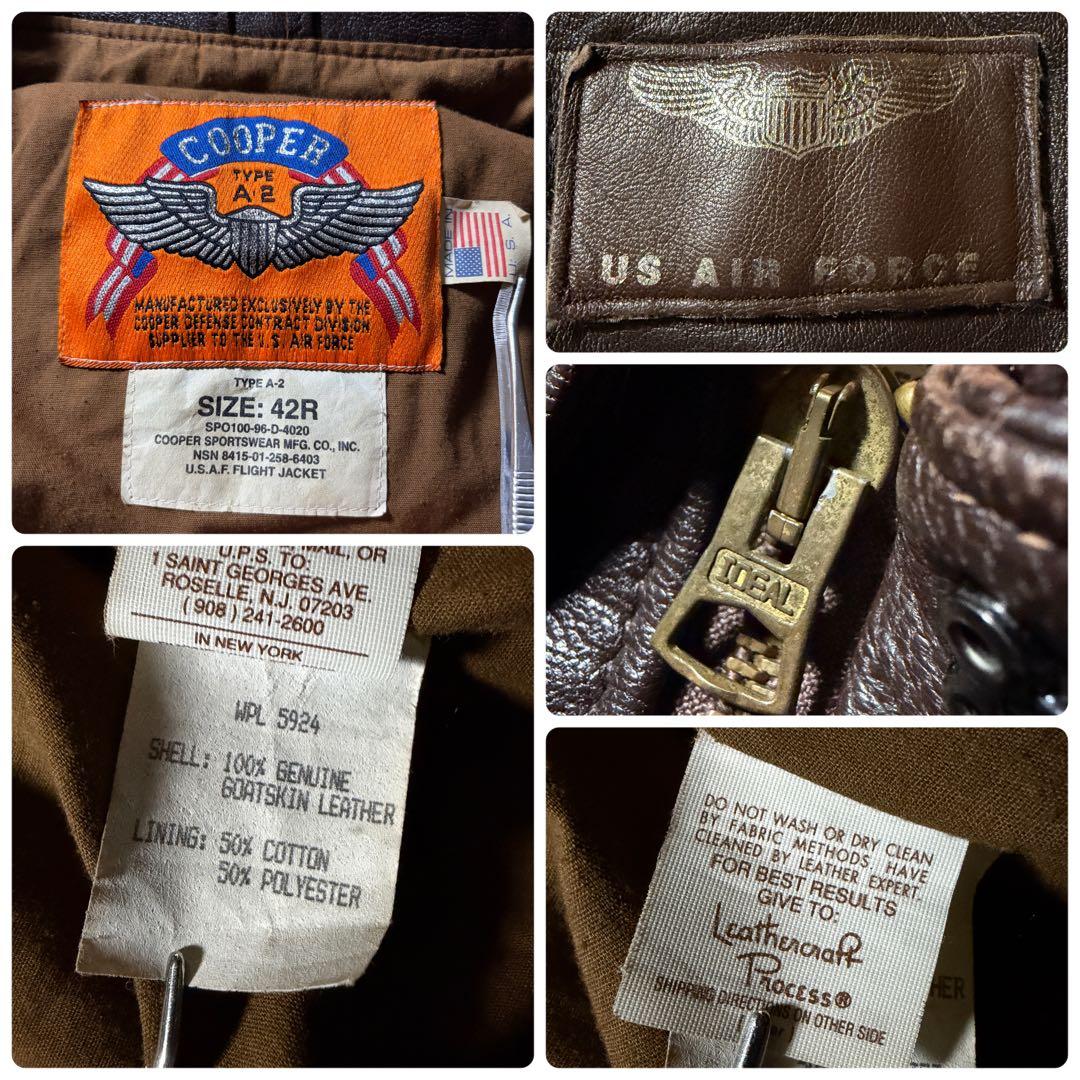 COOPER
TYPE
A-2
MANUFACTURED EXCLUSIVELY BY THE
COOPER DEFENSE CONTRACT DIVISION
SUPPLIER TO THE U.S. AIR FORCE
MADE IN
U.S.A.
TYPE A-2
SIZE: 42R
SPO100-96-D-4020
COOPER SPORTSWEAR MFG. CO., INC.
NSN 8415-01-258-6403
U.S.A.F. FLIGHT JACKET
US AIR FORCE
IDEAL
MAIL, OR
U.P.S. TO:
1 SAINT GEORGES AVE.
ROSELLE, N.J. 07203
(908) 241-2600
IN NEW YORK
WPL 5924
SHELL: 100% GENUINE
GOATSKIN LEATHER
LINING: 50% COTTON
50% POLYESTER
DO NOT WASH OR DRY CLEAN
BY FABRIC METHODS. HAVE
CLEANED BY LEATHER EXPERT.
FOR BEST RESULTS
GIVE TO:
Leathercraft
Process®
SHIPPING DIRECTIONS ON OTHER SIDE
HER